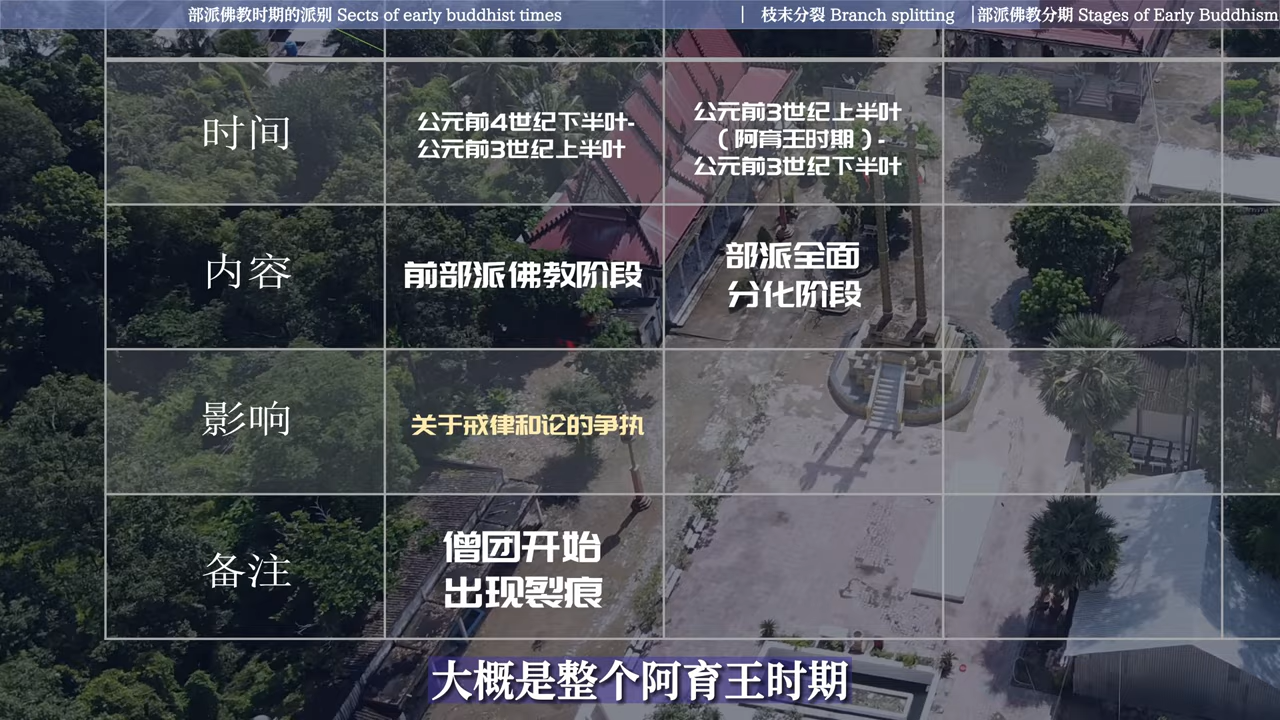 部派佛教时期的派别 Sects of early buddhist times
枝末分裂 Branch splitting
部派佛教分期 Stages of Early Buddhism
时间
公元前4世纪下半叶-
公元前3世纪上半叶
公元前3世纪上半叶
（阿育王时期）-
公元前3世纪下半叶
内容
前部派佛教阶段
部派全面
分化阶段
影响
关于戒律和论的争执
备注
僧团开始
出现裂痕
大概是整个阿育王时期